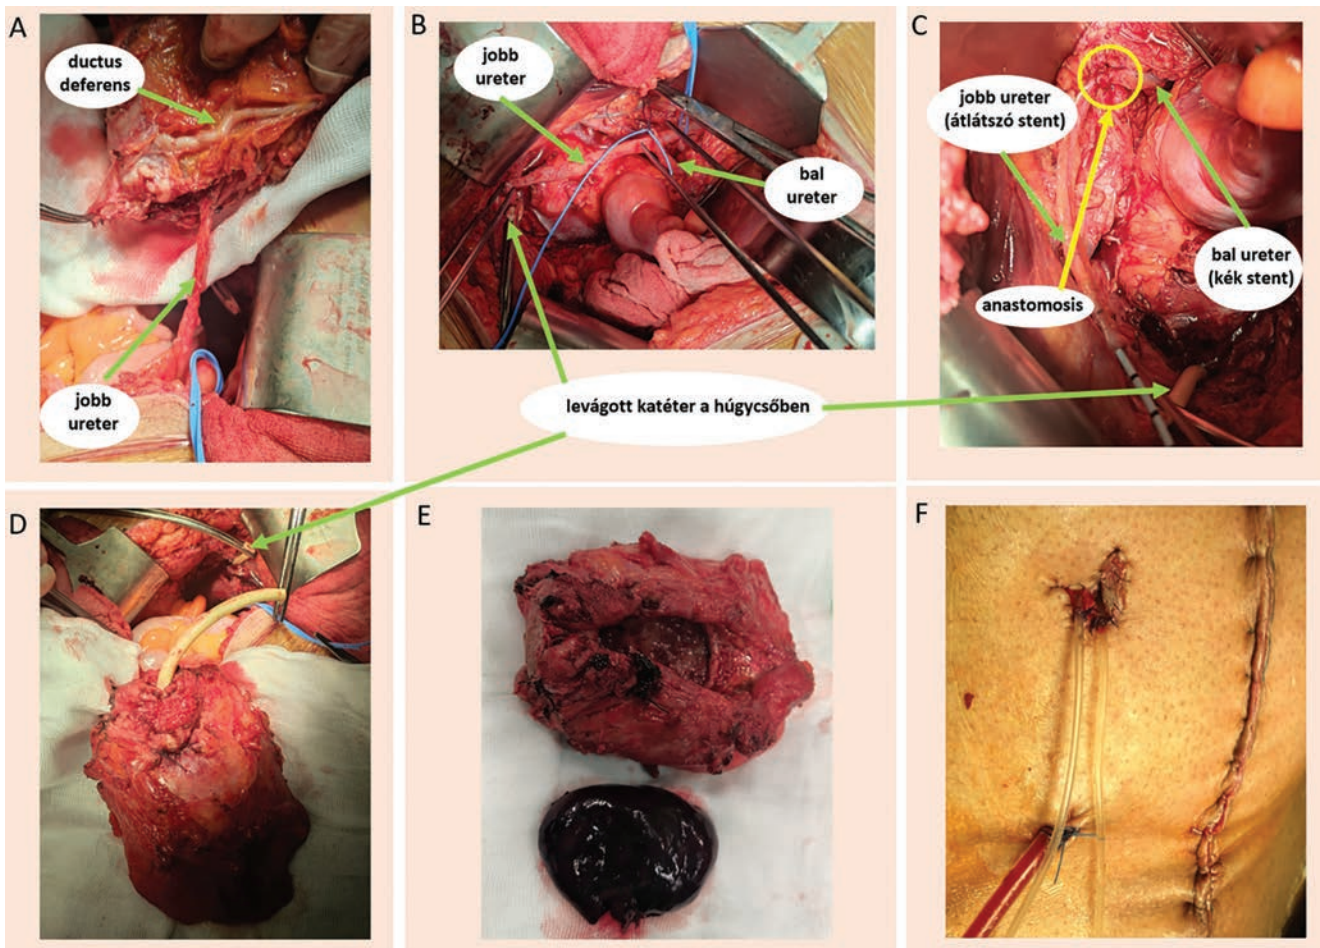 A
ductus
deferens
jobb
ureter
B
jobb
ureter
bal
ureter
C
jobb ureter
(átlátszó stent)
anastomosis
bal ureter
(kék stent)
levágott katéter a húgycsőben
D
E
F